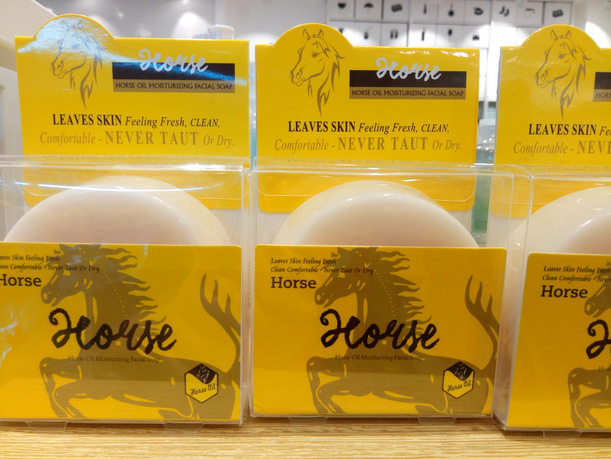 Horse
HORSE OIL MOISTURIZING FACIAL SOAP
LEAVES SKIN Feeling Fresh, CLEAN,
Comfortable - NEVER TAUT Or Dry.
Leaves Skin Feeling Fresh
Clean Comfortable - Never Taut Or Dry
Horse
Horse
Horse Oil Moisturizing Facial Soap
Horse Oil
Horse
HORSE OIL MOISTURIZING FACIAL SOAP
LEAVES SKIN Feeling Fresh, CLEAN,
Comfortable - NEVER TAUT Or Dry.
Leaves Skin Feeling Fresh
Clean Comfortable - Never Taut Or Dry
Horse
Horse
Horse Oil Moisturizing Facial Soap
Horse Oil
LEAVES SKIN Feeling
Comfortable - NEVE
Leaves Skin Feeling Fresh
Clean Comfortable - Never
Horse